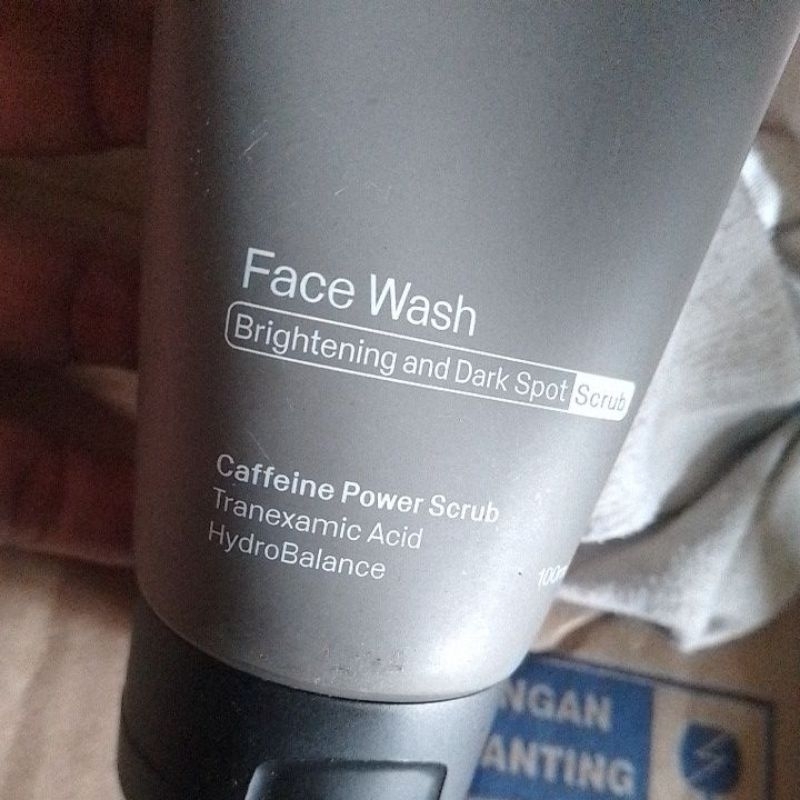 Face Wash
Brightening and Dark Spot Scrub
Caffeine Power Scrub
Tranexamic Acid
HydroBalance
NGAN
ANTING